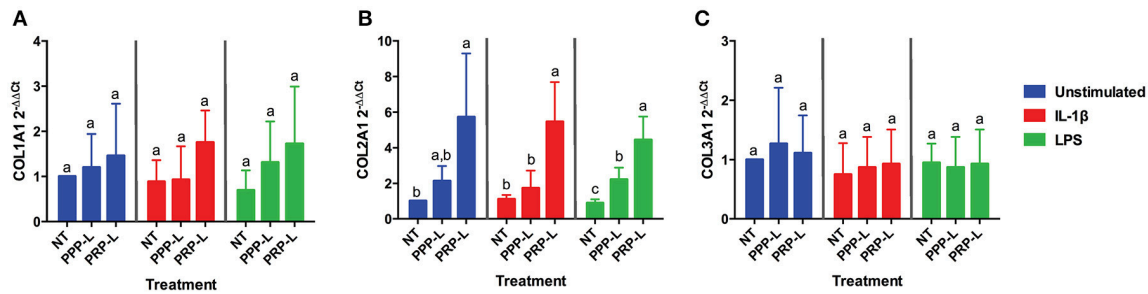 A
COL1A1 2-ΔΔCt
4
3
2
1
0
a a a a a a a a a
NT PPP-L PRP-L NT PPP-L PRP-L NT PPP-L PRP-L
Treatment
B
COL2A1 2-ΔΔCt
10
8
6
4
2
0
b a,b a b b a c b a
NT PPP-L PRP-L NT PPP-L PRP-L NT PPP-L PRP-L
Treatment
C
COL3A1 2-ΔΔCt
3
2
1
0
a a a a a a a a a
NT PPP-L PRP-L NT PPP-L PRP-L NT PPP-L PRP-L
Treatment
Unstimulated
IL-1β
LPS